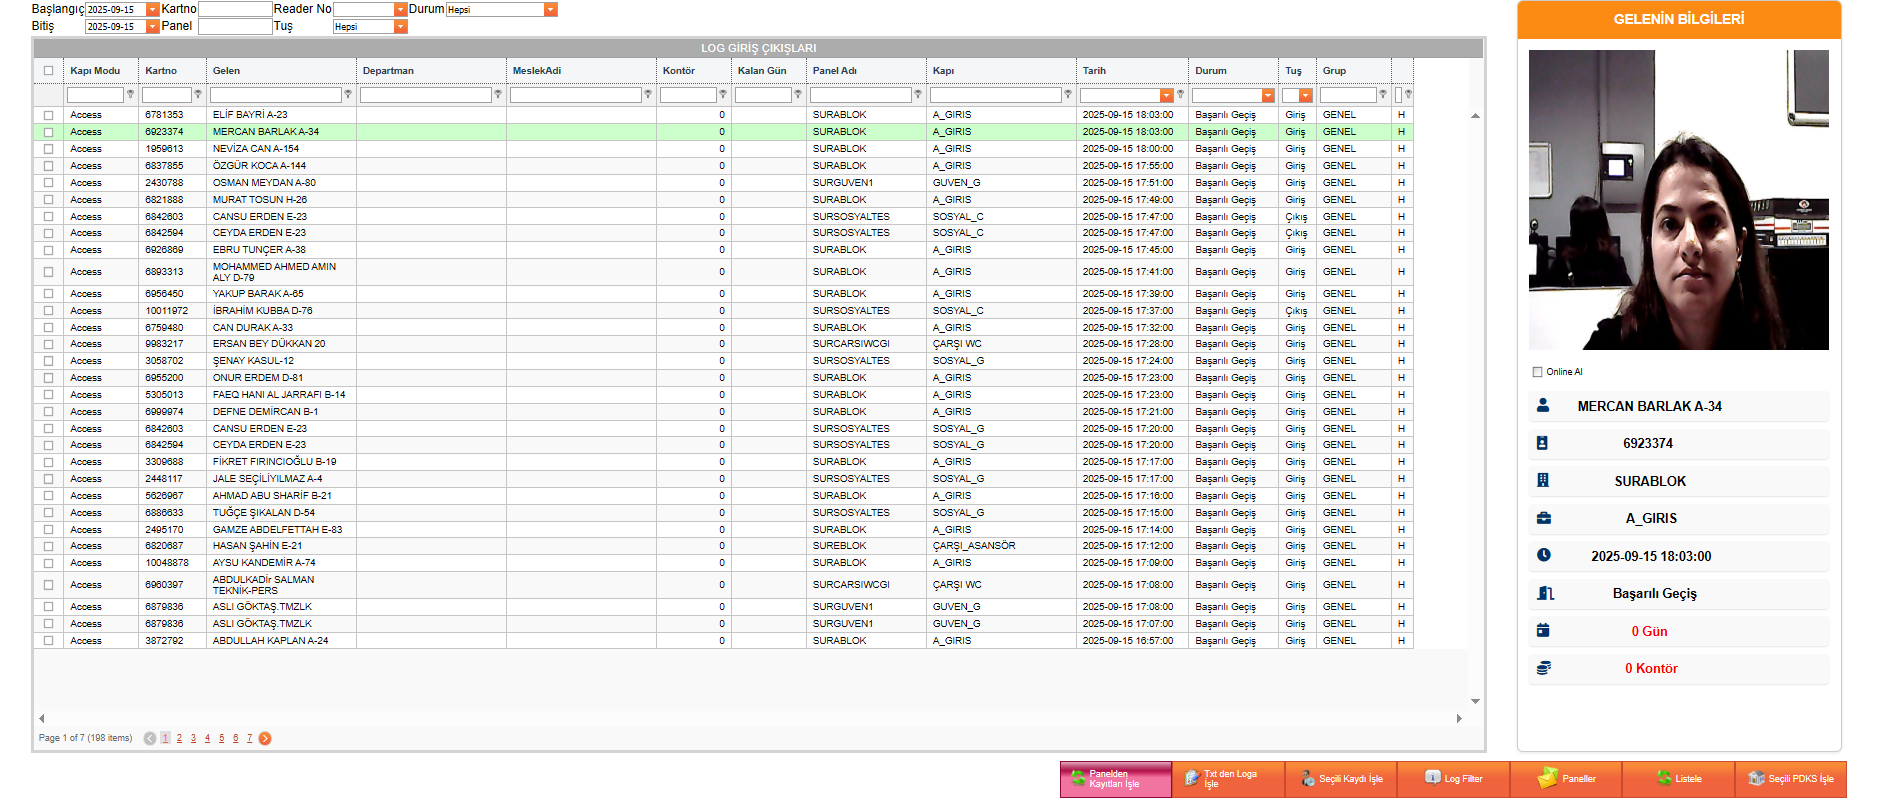 Başlangıç 2025-09-15 Kartno Reader No Durum Hepsi
Bitiş 2025-09-15 Panel Tuş Hepsi
LOG GİRİŞ ÇIKIŞLARI
Kapı Modu Kartno Gelen Departman MeslekAdi Kontör Kalan Gün Panel Adı Kapı Tarih Durum Tuş Grup
Access 6781353 ELİF BAYRİ A-23 0 SURABLOK A_GIRIS 2025-09-15 18:03:00 Başarılı Geçiş Giriş GENEL H
Access 6923374 MERCAN BARLAK A-34 0 SURABLOK A_GIRIS 2025-09-15 18:03:00 Başarılı Geçiş Giriş GENEL H
Access 1959613 NEVİZA CAN A-154 0 SURABLOK A_GIRIS 2025-09-15 18:00:00 Başarılı Geçiş Giriş GENEL H
Access 6837855 ÖZGÜR KOCA A-144 0 SURABLOK A_GIRIS 2025-09-15 17:55:00 Başarılı Geçiş Giriş GENEL H
Access 2430788 OSMAN MEYDAN A-80 0 SURGUVEN1 GUVEN_G 2025-09-15 17:51:00 Başarılı Geçiş Giriş GENEL H
Access 6821888 MURAT TOSUN H-26 0 SURABLOK A_GIRIS 2025-09-15 17:49:00 Başarılı Geçiş Giriş GENEL H
Access 6842603 CANSU ERDEN E-23 0 SURSOSYALTES SOSYAL_C 2025-09-15 17:47:00 Başarılı Geçiş Çıkış GENEL H
Access 6842594 CEYDA ERDEN E-23 0 SURSOSYALTES SOSYAL_C 2025-09-15 17:47:00 Başarılı Geçiş Çıkış GENEL H
Access 6926869 EBRU TUNÇER A-38 0 SURABLOK A_GIRIS 2025-09-15 17:45:00 Başarılı Geçiş Giriş GENEL H
Access 6893313 MOHAMMED AHMED AMIN ALY D-79 0 SURABLOK A_GIRIS 2025-09-15 17:41:00 Başarılı Geçiş Giriş GENEL H
Access 6956450 YAKUP BARAK A-65 0 SURABLOK A_GIRIS 2025-09-15 17:39:00 Başarılı Geçiş Giriş GENEL H
Access 10011972 İBRAHİM KUBBA D-76 0 SURSOSYALTES SOSYAL_C 2025-09-15 17:37:00 Başarılı Geçiş Çıkış GENEL H
Access 6759480 CAN DURAK A-33 0 SURABLOK A_GIRIS 2025-09-15 17:32:00 Başarılı Geçiş Giriş GENEL H
Access 9983217 ERSAN BEY DÜKKAN 20 0 SURCARSIWCGI ÇARŞI WC 2025-09-15 17:28:00 Başarılı Geçiş Giriş GENEL H
Access 3058702 ŞENAY KASUL-12 0 SURSOSYALTES SOSYAL_G 2025-09-15 17:24:00 Başarılı Geçiş Giriş GENEL H
Access 6955200 ONUR ERDEM D-81 0 SURABLOK A_GIRIS 2025-09-15 17:23:00 Başarılı Geçiş Giriş GENEL H
Access 5305013 FAEQ HANI AL JARRAFI B-14 0 SURABLOK A_GIRIS 2025-09-15 17:23:00 Başarılı Geçiş Giriş GENEL H
Access 6999974 DEFNE DEMİRCAN B-1 0 SURABLOK A_GIRIS 2025-09-15 17:21:00 Başarılı Geçiş Giriş GENEL H
Access 6842603 CANSU ERDEN E-23 0 SURSOSYALTES SOSYAL_G 2025-09-15 17:20:00 Başarılı Geçiş Giriş GENEL H
Access 6842594 CEYDA ERDEN E-23 0 SURSOSYALTES SOSYAL_G 2025-09-15 17:20:00 Başarılı Geçiş Giriş GENEL H
Access 3309688 FİKRET FIRINCIOĞLU B-19 0 SURABLOK A_GIRIS 2025-09-15 17:17:00 Başarılı Geçiş Giriş GENEL H
Access 2448117 JALE SEÇİLİYILMAZ A-4 0 SURSOSYALTES SOSYAL_G 2025-09-15 17:17:00 Başarılı Geçiş Giriş GENEL H
Access 5626967 AHMAD ABU SHARİF B-21 0 SURABLOK A_GIRIS 2025-09-15 17:16:00 Başarılı Geçiş Giriş GENEL H
Access 6886633 TUĞÇE ŞIKALAN D-54 0 SURSOSYALTES SOSYAL_G 2025-09-15 17:15:00 Başarılı Geçiş Giriş GENEL H
Access 2495170 GAMZE ABDELFETTAH E-83 0 SURABLOK A_GIRIS 2025-09-15 17:14:00 Başarılı Geçiş Giriş GENEL H
Access 6820687 HASAN ŞAHİN E-21 0 SUREBLOK ÇARŞI_ASANSÖR 2025-09-15 17:12:00 Başarılı Geçiş Giriş GENEL H
Access 10048878 AYSU KANDEMİR A-74 0 SURABLOK A_GIRIS 2025-09-15 17:09:00 Başarılı Geçiş Giriş GENEL H
Access 6960397 ABDULKADİr SALMAN TEKNİK-PERS 0 SURCARSIWCGI ÇARŞI WC 2025-09-15 17:08:00 Başarılı Geçiş Giriş GENEL H
Access 6879836 ASLI GÖKTAŞ.TMZLK 0 SURGUVEN1 GUVEN_G 2025-09-15 17:08:00 Başarılı Geçiş Giriş GENEL H
Access 6879836 ASLI GÖKTAŞ.TMZLK 0 SURGUVEN1 GUVEN_G 2025-09-15 17:07:00 Başarılı Geçiş Giriş GENEL H
Access 3872792 ABDULLAH KAPLAN A-24 0 SURABLOK A_GIRIS 2025-09-15 16:57:00 Başarılı Geçiş Giriş GENEL H
Page 1 of 7 (198 items) 1 2 3 4 5 6 7
GELENİN BİLGİLERİ
Online Al
MERCAN BARLAK A-34
6923374
SURABLOK
A_GIRIS
2025-09-15 18:03:00
Başarılı Geçiş
0 Gün
0 Kontör
Panelden Kayıtları İşle
Txt den Loga İşle
Seçili Kaydı İşle
Log Filter
Paneller
Listele
Seçili PDKS İşle